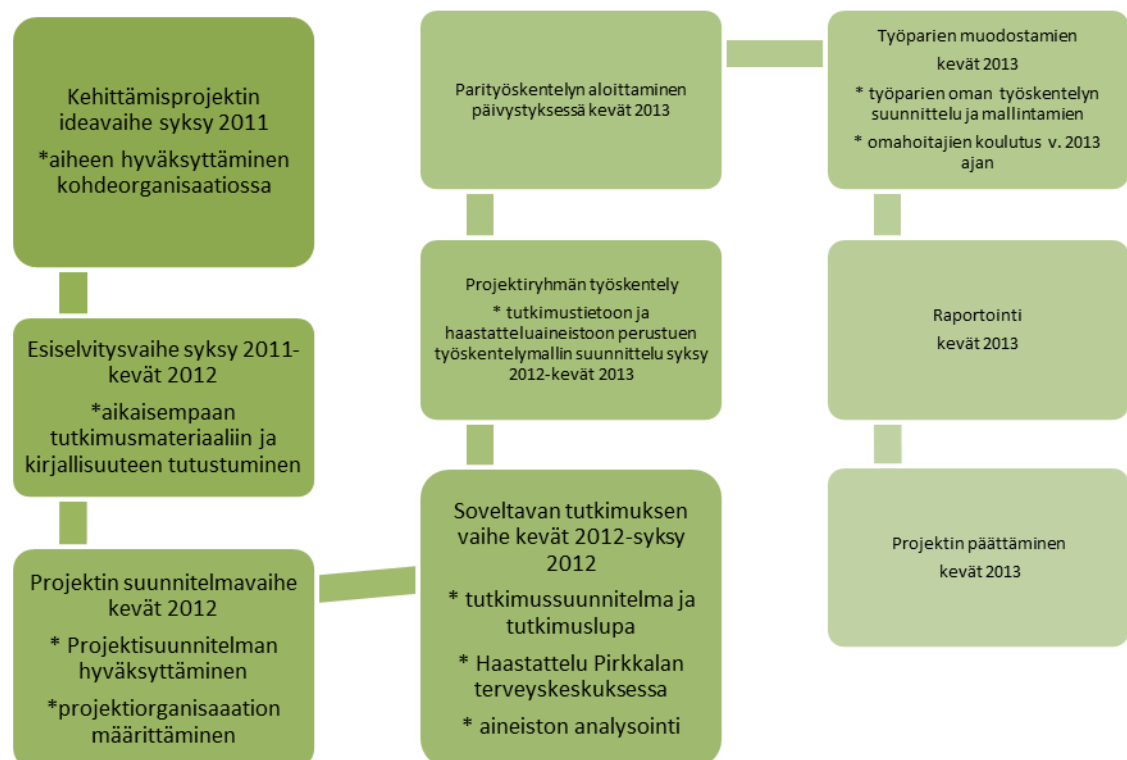 Kehittämisprojektin
ideavaihe syksy 2011
*aiheen hyväksyttäminen
kohdeorganisaatiossa
Esiselvitysvaihe syksy 2011-
kevät 2012
*aikaisempaan
tutkimusmateriaaliin ja
kirjallisuuteen tutustuminen
Projektin suunnitelmavaihe
kevät 2012
* Projektisuunnitelman
hyväksyttäminen
*projektiorganisaaation
määrittäminen
Soveltavan tutkimuksen
vaihe kevät 2012-syksy
2012
* tutkimussuunnitelma ja
tutkimuslupa
* Haastattelu Pirkkalan
terveyskeskuksessa
* aineiston analysointi
Projektiryhmän työskentely
* tutkimustietoon ja
haastatteluaineistoon perustuen
työskentelymallin suunnittelu syksy
2012-kevät 2013
Parityöskentelyn aloittaminen
päivystyksessä kevät 2013
Työparien muodostamien
kevät 2013
* työparien oman työskentelyn
suunnittelu ja mallintamien
* omahoitajien koulutus v. 2013
ajan
Raportointi
kevät 2013
Projektin päättäminen
kevät 2013